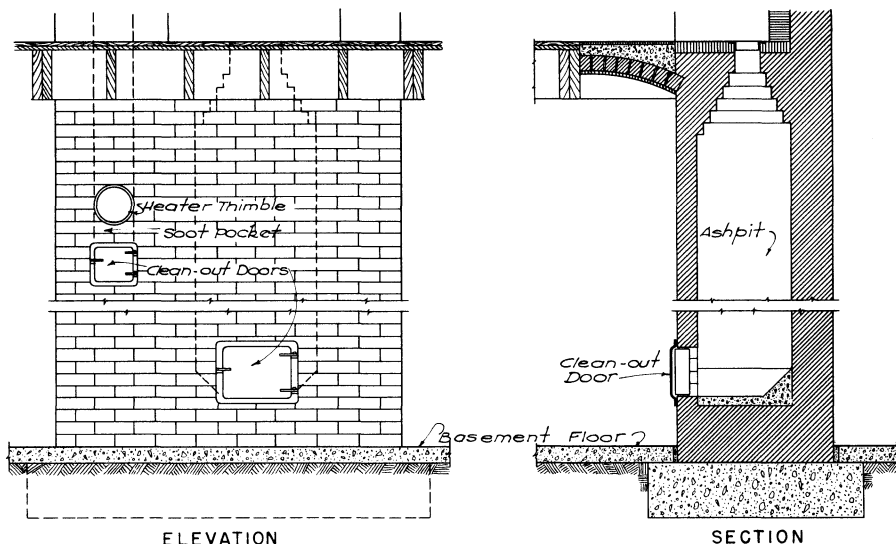 Heater Thimble
Soot Pocket
Clean-out Doors
Ashpit
Clean-out
Door
Basement Floor
ELEVATION
SECTION